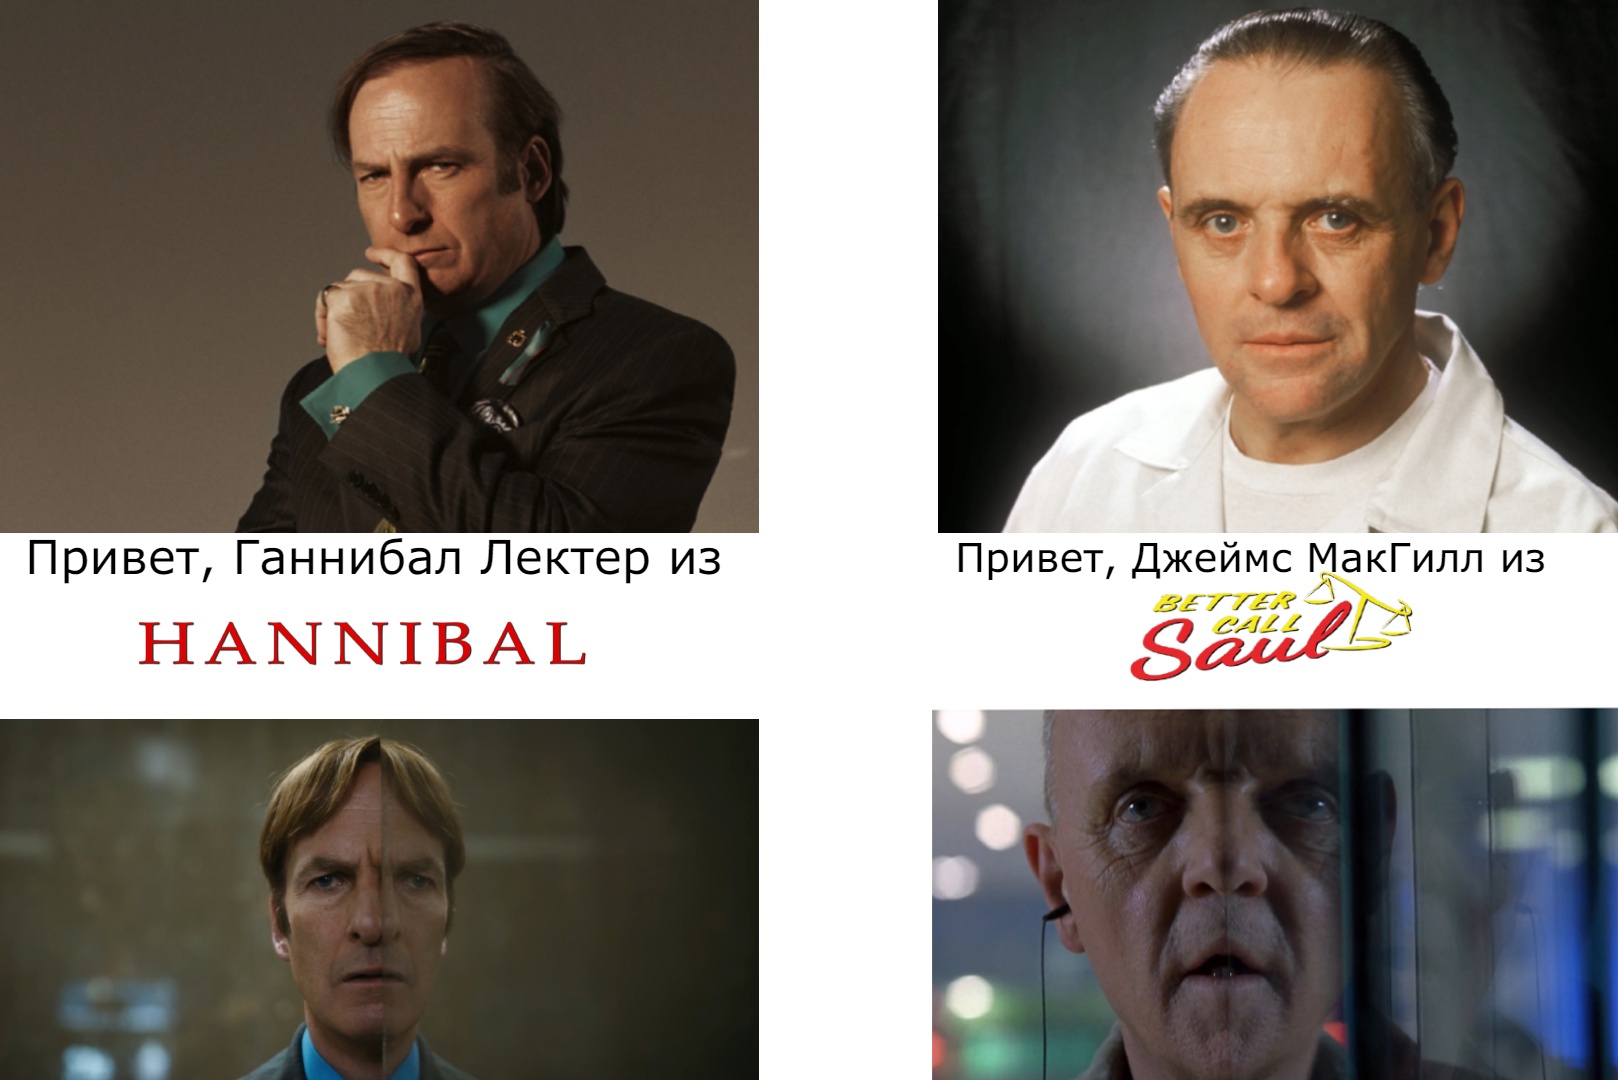 Привет, Ганнибал Лектер из
HANNIBAL
Привет, Джеймс МакГилл из
BETTER
CALL
Saul